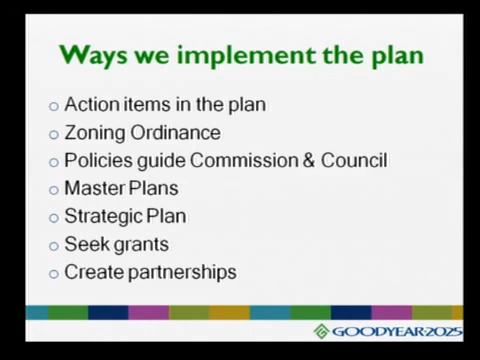 Ways we implement the plan
Action items in the plan
Zoning Ordinance
Policies guide Commission & Council
Master Plans
Strategic Plan
Seek grants
Create partnerships
GOODYEAR·2025